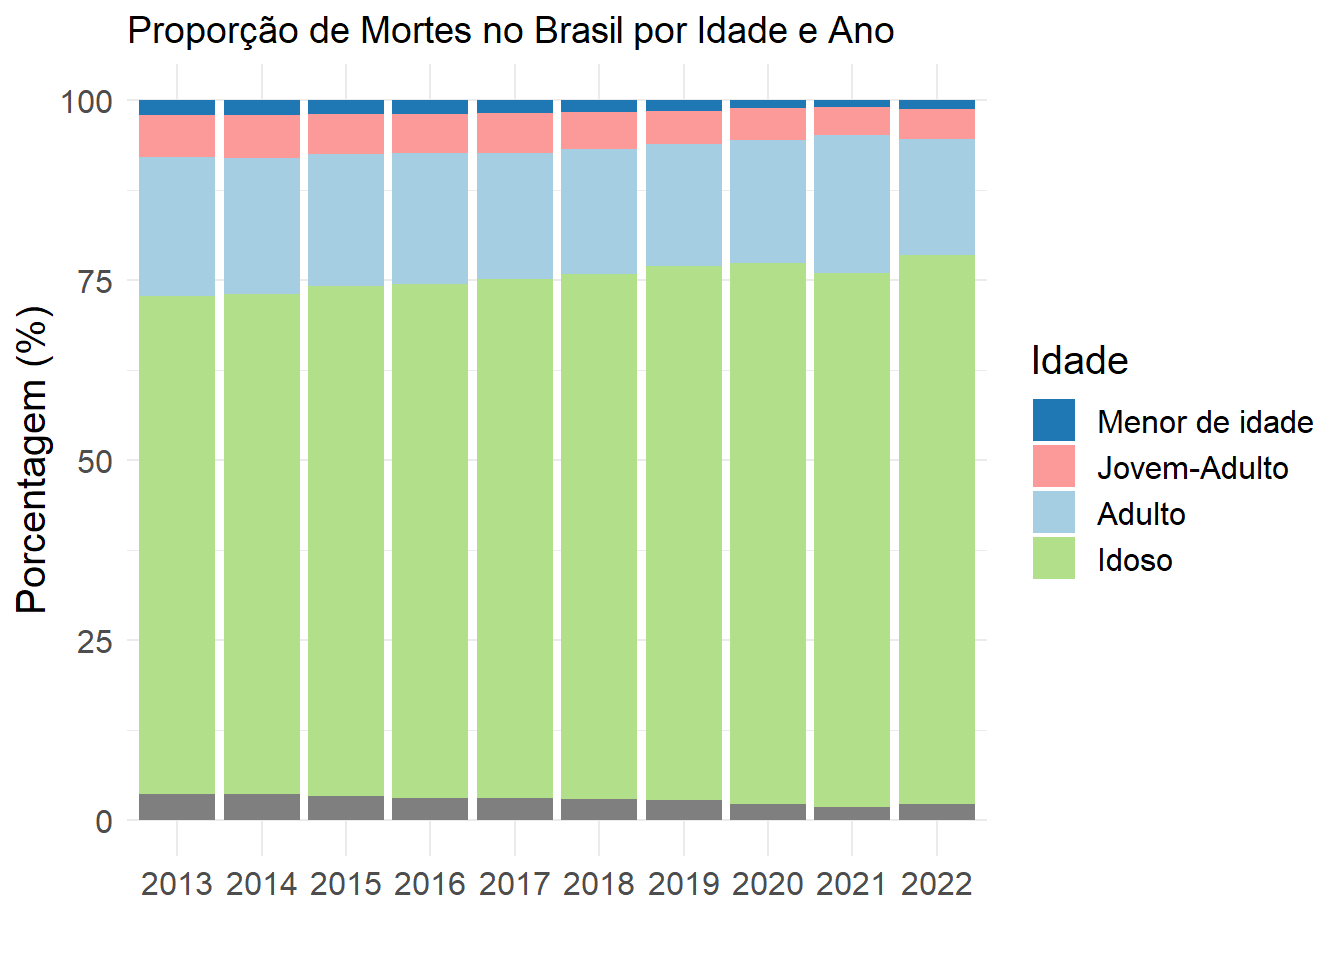 Proporção de Mortes no Brasil por Idade e Ano
Porcentagem (%)
100
75
50
25
0
2013 2014 2015 2016 2017 2018 2019 2020 2021 2022
Idade
Menor de idade
Jovem-Adulto
Adulto
Idoso